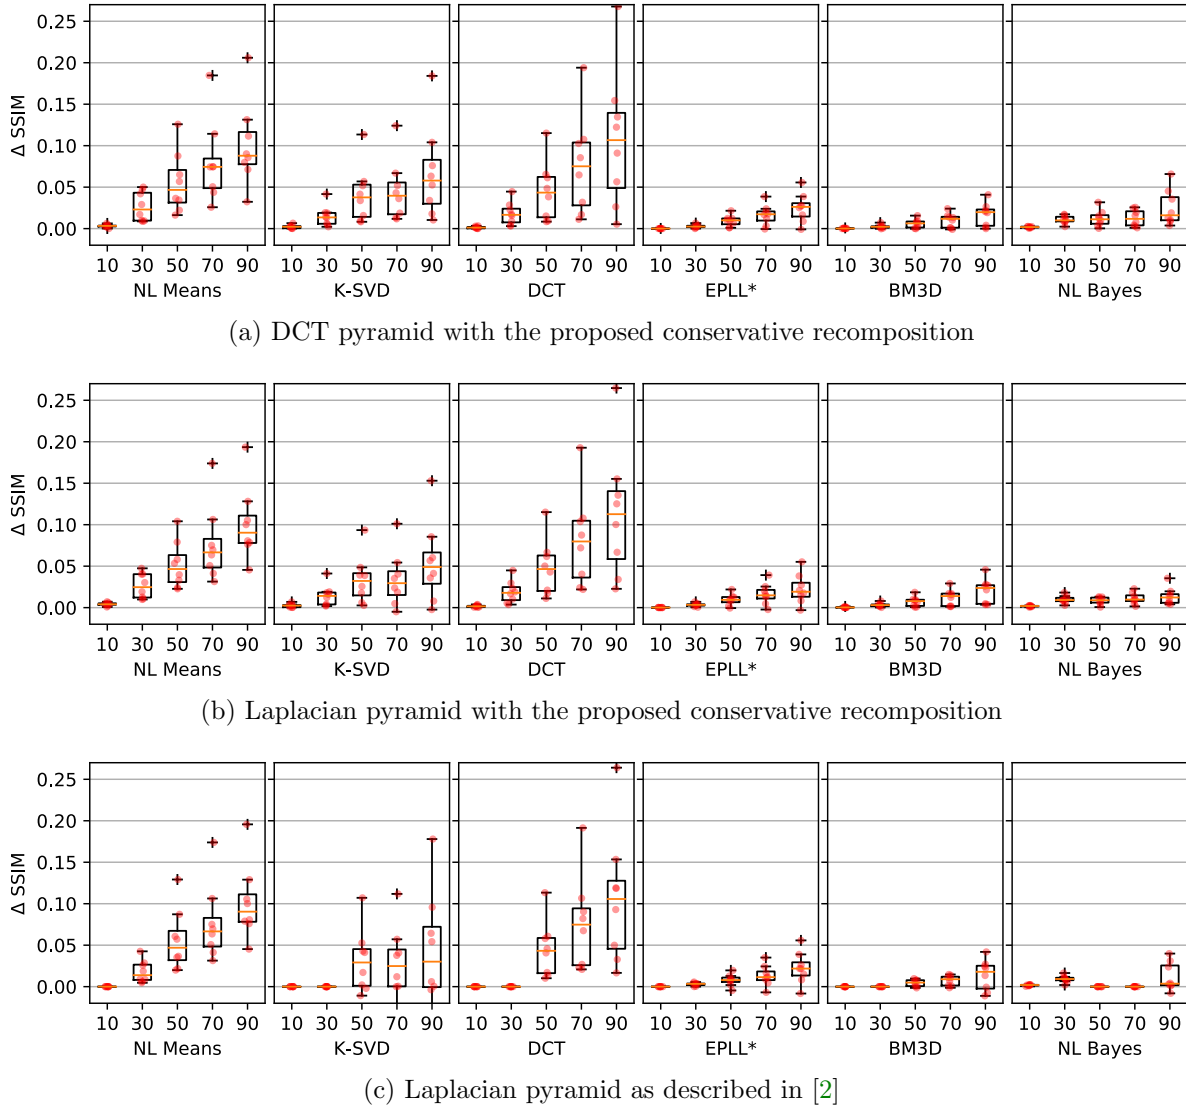 0.25
0.20
0.15
0.10
0.05
0.00
Δ SSIM
10 30 50 70 90 10 30 50 70 90 10 30 50 70 90 10 30 50 70 90 10 30 50 70 90 10 30 50 70 90
NL Means K-SVD DCT EPLL* BM3D NL Bayes
(a) DCT pyramid with the proposed conservative recomposition
0.25
0.20
0.15
0.10
0.05
0.00
Δ SSIM
10 30 50 70 90 10 30 50 70 90 10 30 50 70 90 10 30 50 70 90 10 30 50 70 90 10 30 50 70 90
NL Means K-SVD DCT EPLL* BM3D NL Bayes
(b) Laplacian pyramid with the proposed conservative recomposition
0.25
0.20
0.15
0.10
0.05
0.00
Δ SSIM
10 30 50 70 90 10 30 50 70 90 10 30 50 70 90 10 30 50 70 90 10 30 50 70 90 10 30 50 70 90
NL Means K-SVD DCT EPLL* BM3D NL Bayes
(c) Laplacian pyramid as described in [2]